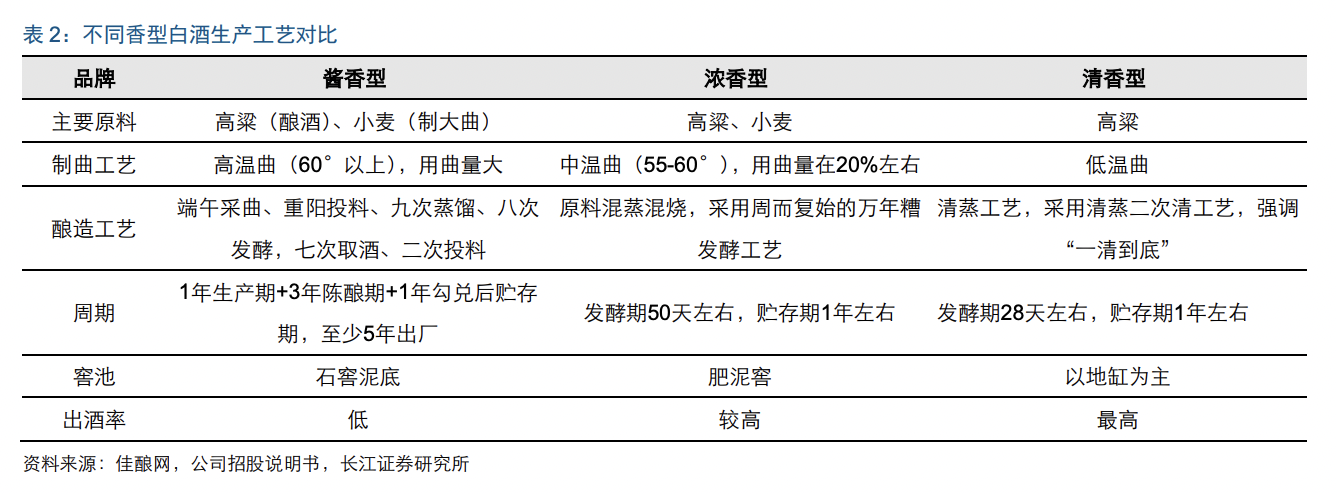 表 2：不同香型白酒生产工艺对比
品牌 酱香型 浓香型 清香型
主要原料 高粱（酿酒）、小麦（制大曲） 高粱、小麦 高粱
制曲工艺 高温曲（60°以上），用曲量大 中温曲（55-60°），用曲量在20%左右 低温曲
酿造工艺 端午采曲、重阳投料、九次蒸馏、八次 原料混蒸混烧，采用周而复始的万年糟 清蒸工艺，采用清蒸二次清工艺，强调
发酵，七次取酒、二次投料 发酵工艺 “一清到底”
周期 1年生产期+3年陈酿期+1年勾兑后贮存 发酵期50天左右，贮存期1年左右 发酵期28天左右，贮存期1年左右
期，至少5年出厂
窖池 石窖泥底 肥泥窖 以地缸为主
出酒率 低 较高 最高
资料来源：佳酿网，公司招股说明书，长江证券研究所